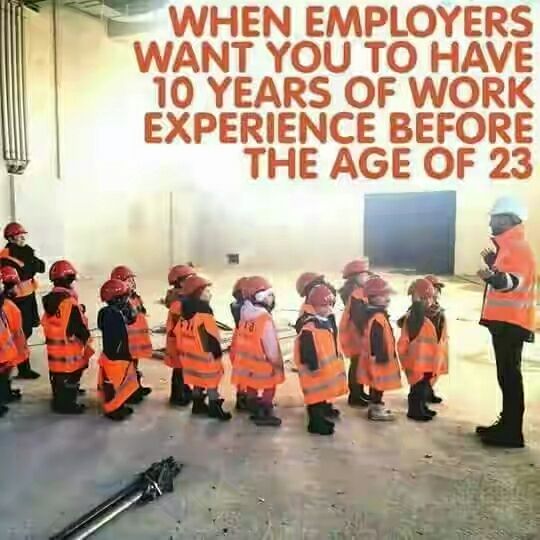 WHEN EMPLOYERS
WANT YOU TO HAVE
10 YEARS OF WORK
EXPERIENCE BEFORE
THE AGE OF 23